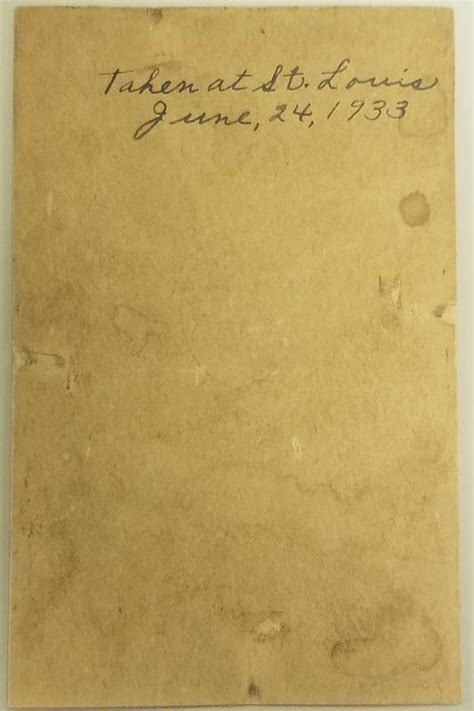 Taken at St. Louis
June, 24, 1933